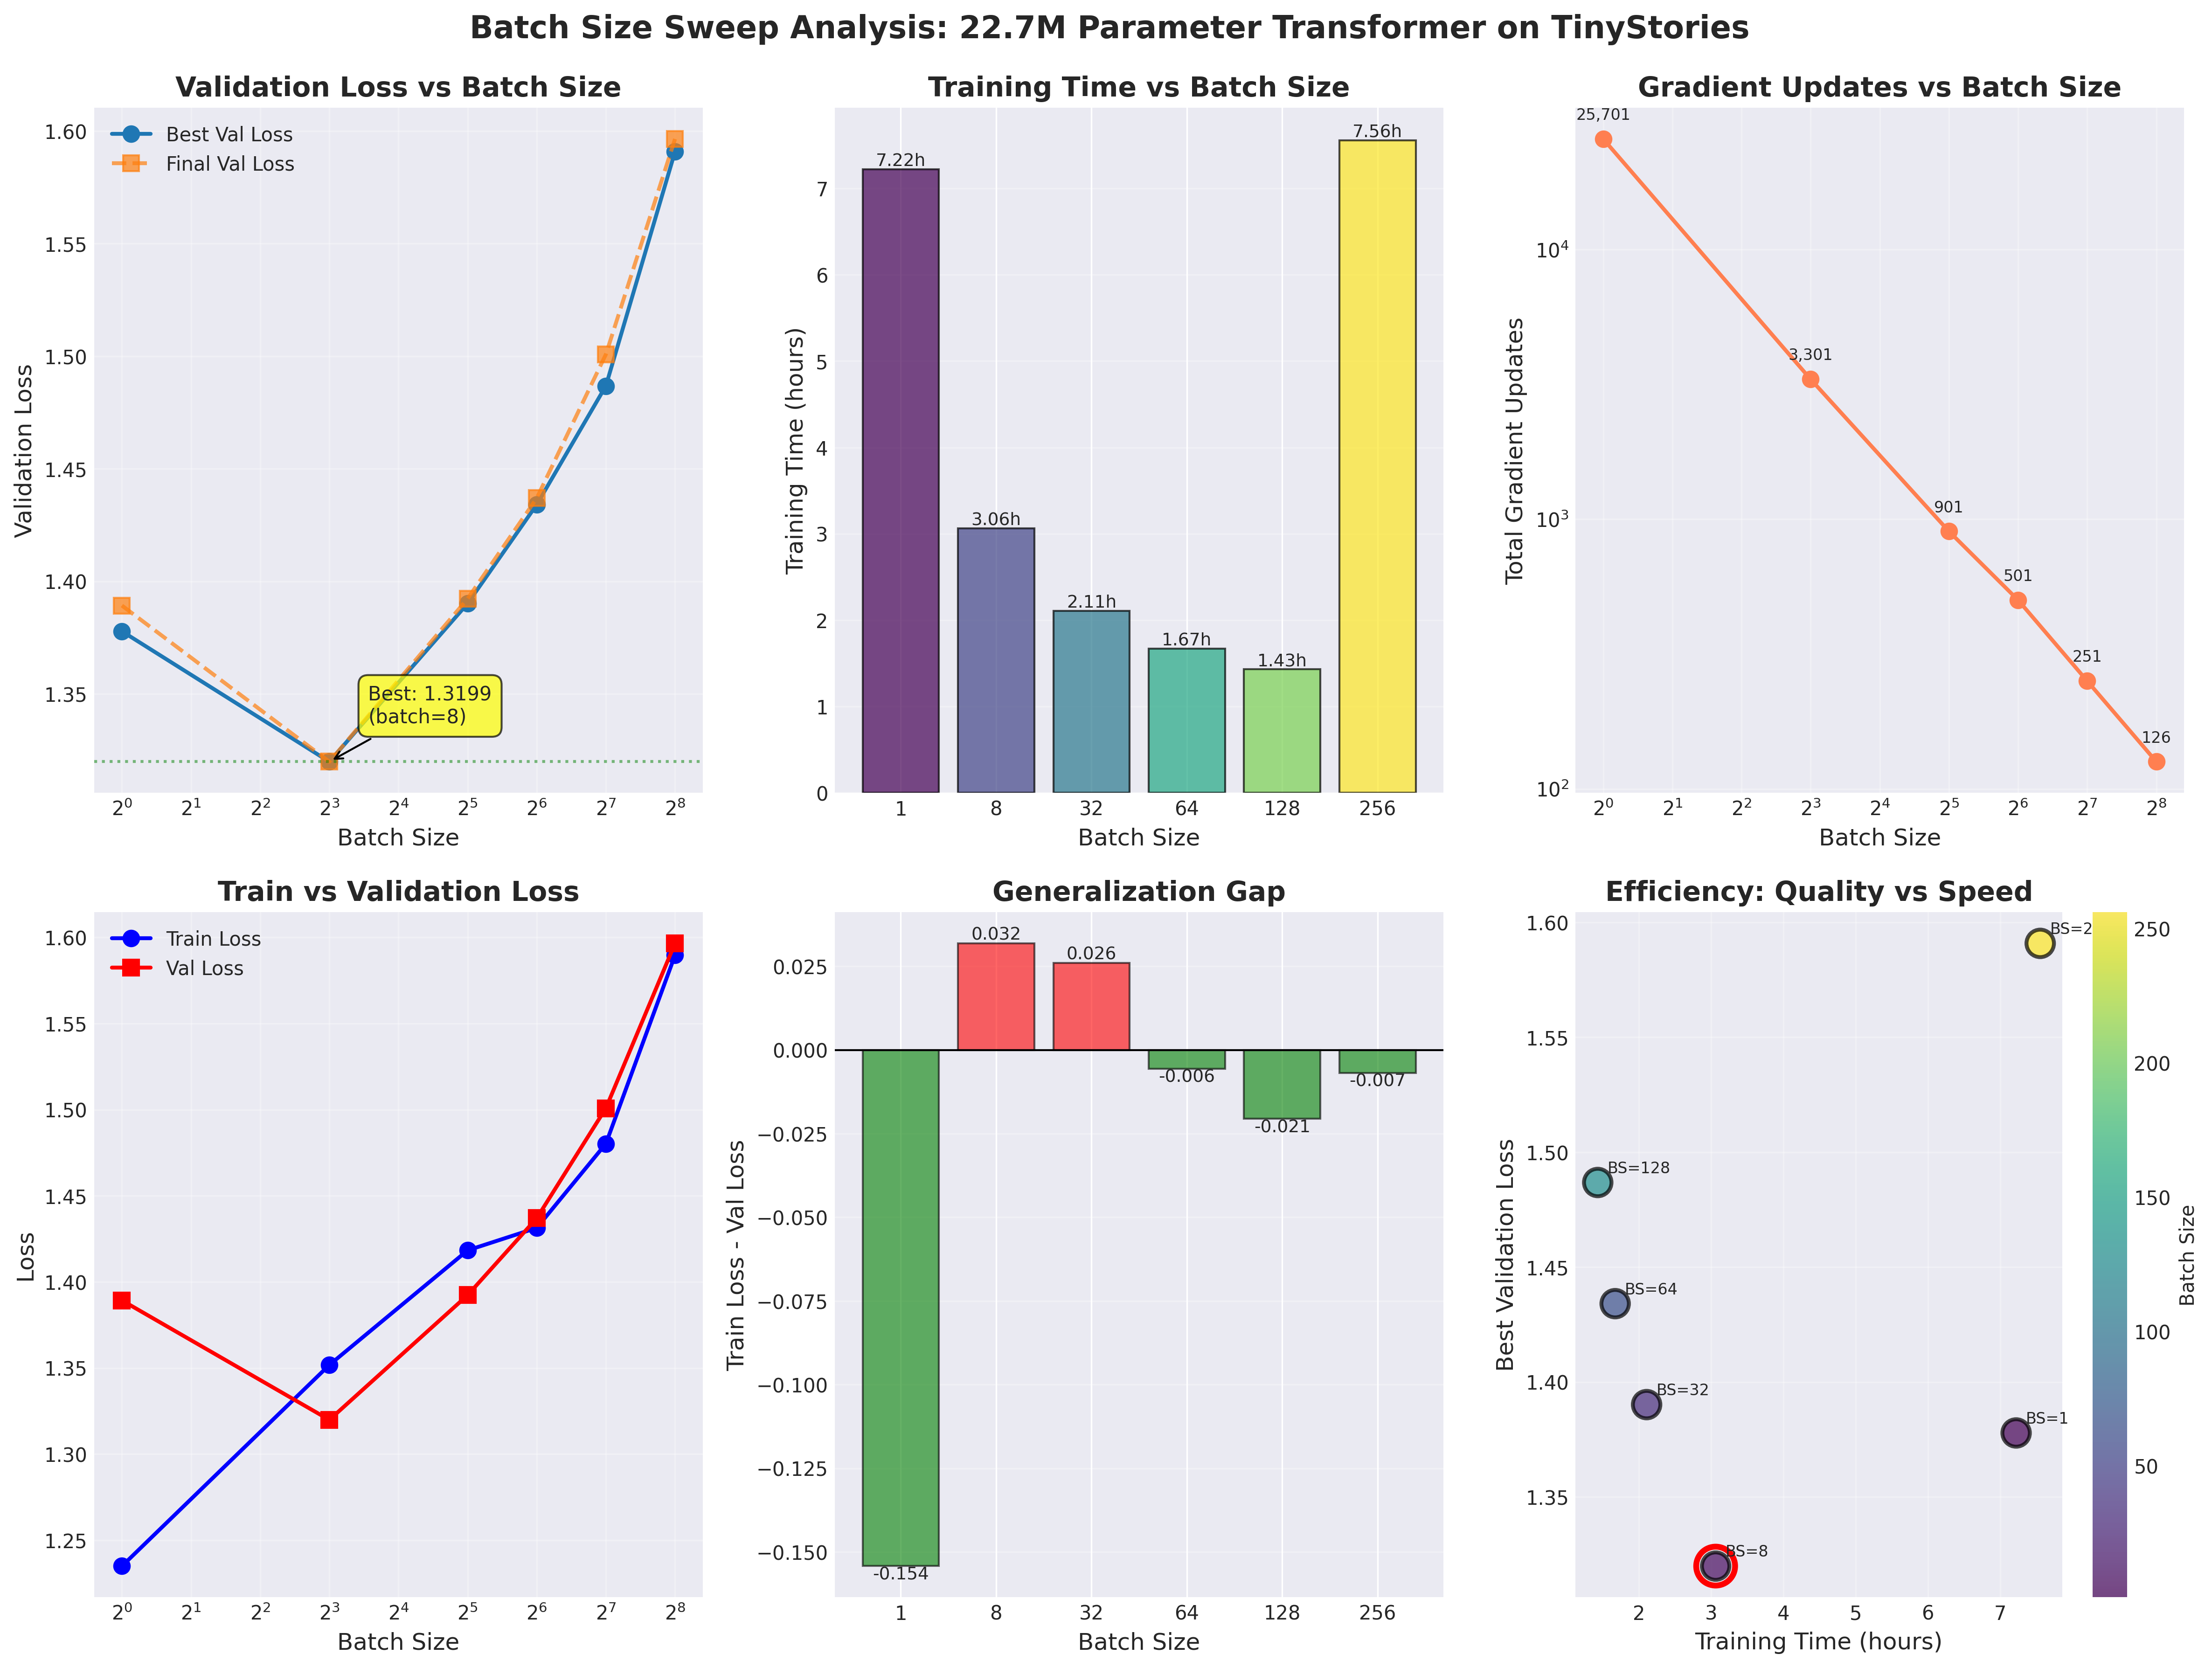 Batch Size Sweep Analysis: 22.7M Parameter Transformer on TinyStories
Validation Loss vs Batch Size
Best Val Loss
Final Val Loss
1.60
1.55
1.50
1.45
1.40
1.35
Validation Loss
Best: 1.3199
(batch=8)
2⁰ 2¹ 2² 2³ 2⁴ 2⁵ 2⁶ 2⁷ 2⁸
Batch Size
Training Time vs Batch Size
7.22h
3.06h
2.11h
1.67h
1.43h
7.56h
7
6
5
4
3
2
1
0
Training Time (hours)
1 8 32 64 128 256
Batch Size
Gradient Updates vs Batch Size
25,701
3,301
901
501
251
126
10⁴
10³
10²
Total Gradient Updates
2⁰ 2¹ 2² 2³ 2⁴ 2⁵ 2⁶ 2⁷ 2⁸
Batch Size
Train vs Validation Loss
Train Loss
Val Loss
1.60
1.55
1.50
1.45
1.40
1.35
1.30
1.25
Loss
2⁰ 2¹ 2² 2³ 2⁴ 2⁵ 2⁶ 2⁷ 2⁸
Batch Size
Generalization Gap
0.032
0.026
-0.006
-0.021
-0.007
-0.154
0.025
0.000
−0.025
−0.050
−0.075
−0.100
−0.125
−0.150
Train Loss - Val Loss
1 8 32 64 128 256
Batch Size
Efficiency: Quality vs Speed
BS=2
BS=128
BS=64
BS=32
BS=1
BS=8
1.60
1.55
1.50
1.45
1.40
1.35
Best Validation Loss
2 3 4 5 6 7
Training Time (hours)
250
200
150
100
50
Batch Size